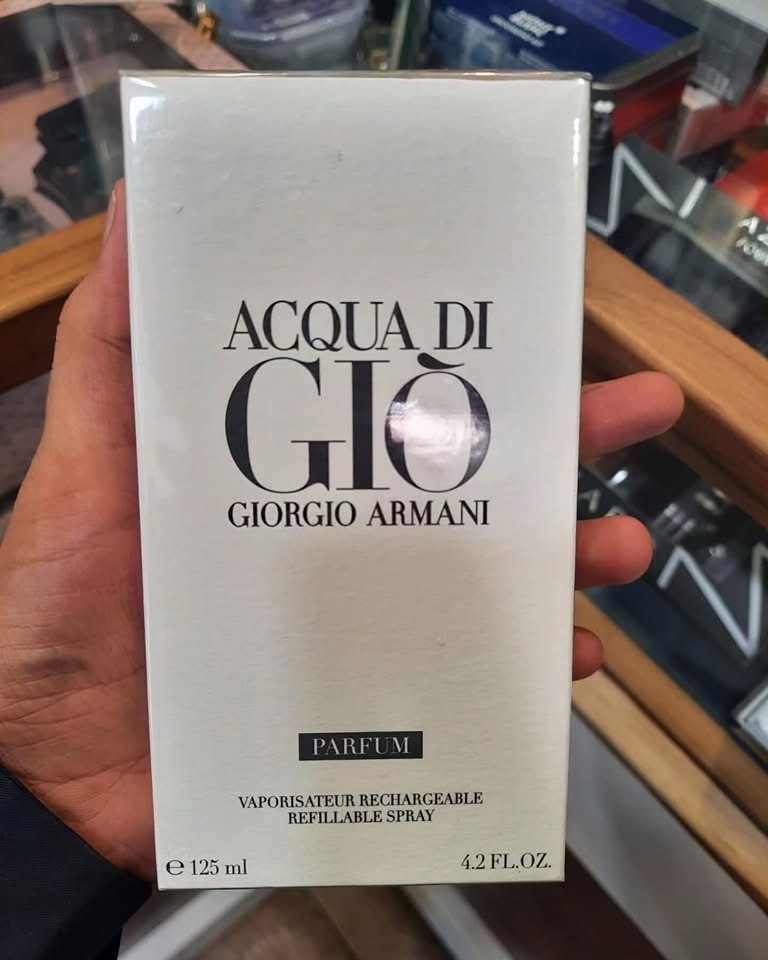 ACQUA DI
GIÒ
GIORGIO ARMANI
PARFUM
VAPORISATEUR RECHARGEABLE
REFILLABLE SPRAY
℮ 125 ml
4.2 FL.OZ.